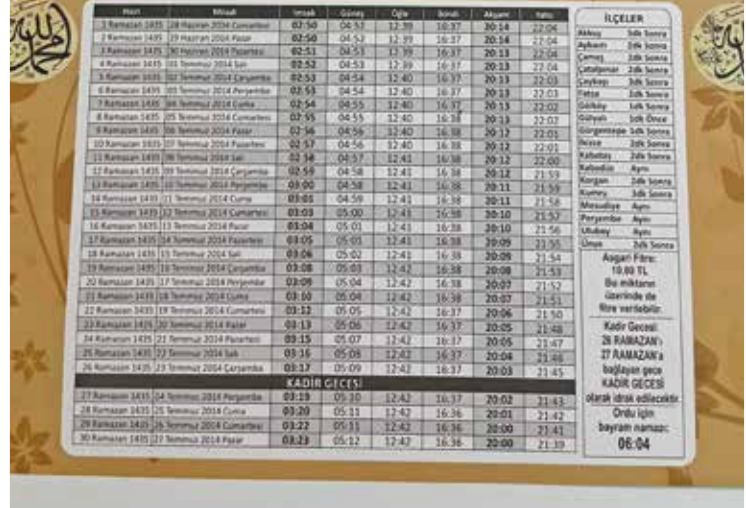 Hicri Miladi İmsak Güneş Öğle İkindi Akşam Yatsı
1 Ramazan 1435 28 Haziran 2014 Cumartesi 02:50 04:52 12:39 16:37 20:14 22:04
2 Ramazan 1435 29 Haziran 2014 Pazar 02:50 04:52 12:39 16:37 20:14 22:04
3 Ramazan 1435 30 Haziran 2014 Pazartesi 02:51 04:53 12:39 16:37 20:13 22:04
4 Ramazan 1435 01 Temmuz 2014 Salı 02:52 04:53 12:39 16:37 20:13 22:04
5 Ramazan 1435 02 Temmuz 2014 Çarşamba 02:53 04:54 12:40 16:37 20:13 22:03
6 Ramazan 1435 03 Temmuz 2014 Perşembe 02:53 04:54 12:40 16:37 20:13 22:03
7 Ramazan 1435 04 Temmuz 2014 Cuma 02:54 04:55 12:40 16:37 20:13 22:02
8 Ramazan 1435 05 Temmuz 2014 Cumartesi 02:55 04:55 12:40 16:38 20:13 22:02
9 Ramazan 1435 06 Temmuz 2014 Pazar 02:56 04:56 12:40 16:38 20:12 22:01
10 Ramazan 1435 07 Temmuz 2014 Pazartesi 02:57 04:56 12:40 16:38 20:12 22:01
11 Ramazan 1435 08 Temmuz 2014 Salı 02:58 04:57 12:41 16:38 20:12 22:00
12 Ramazan 1435 09 Temmuz 2014 Çarşamba 02:59 04:58 12:41 16:38 20:12 21:59
13 Ramazan 1435 10 Temmuz 2014 Perşembe 03:00 04:58 12:41 16:38 20:11 21:59
14 Ramazan 1435 11 Temmuz 2014 Cuma 03:01 04:59 12:41 16:38 20:11 21:58
15 Ramazan 1435 12 Temmuz 2014 Cumartesi 03:03 05:00 12:41 16:38 20:10 21:57
16 Ramazan 1435 13 Temmuz 2014 Pazar 03:04 05:01 12:41 16:38 20:10 21:56
17 Ramazan 1435 14 Temmuz 2014 Pazartesi 03:05 05:01 12:41 16:38 20:09 21:55
18 Ramazan 1435 15 Temmuz 2014 Salı 03:06 05:02 12:41 16:38 20:09 21:54
19 Ramazan 1435 16 Temmuz 2014 Çarşamba 03:08 05:03 12:42 16:38 20:08 21:53
20 Ramazan 1435 17 Temmuz 2014 Perşembe 03:09 05:04 12:42 16:38 20:07 21:52
21 Ramazan 1435 18 Temmuz 2014 Cuma 03:10 05:04 12:42 16:38 20:07 21:51
22 Ramazan 1435 19 Temmuz 2014 Cumartesi 03:12 05:05 12:42 16:37 20:06 21:50
23 Ramazan 1435 20 Temmuz 2014 Pazar 03:13 05:06 12:42 16:37 20:05 21:48
24 Ramazan 1435 21 Temmuz 2014 Pazartesi 03:15 05:07 12:42 16:37 20:05 21:47
25 Ramazan 1435 22 Temmuz 2014 Salı 03:16 05:08 12:42 16:37 20:04 21:46
26 Ramazan 1435 23 Temmuz 2014 Çarşamba 03:17 05:09 12:42 16:37 20:03 21:45
KADİR GECESİ
27 Ramazan 1435 24 Temmuz 2014 Perşembe 03:19 05:10 12:42 16:37 20:02 21:43
28 Ramazan 1435 25 Temmuz 2014 Cuma 03:20 05:11 12:42 16:36 20:01 21:42
29 Ramazan 1435 26 Temmuz 2014 Cumartesi 03:22 05:11 12:42 16:36 20:00 21:41
30 Ramazan 1435 27 Temmuz 2014 Pazar 03:23 05:12 12:42 16:36 20:00 21:39
İLÇELER
Akkuş 3dk Sonra
Aybastı 2dk Sonra
Çamaş 1dk Sonra
Çatalpınar 2dk Sonra
Çaybaşı 3dk Sonra
Fatsa 2dk Sonra
Gölköy 1dk Sonra
Gülyalı 1dk Önce
Gürgentepe 1dk Sonra
İkizce 3dk Sonra
Kabataş 2dk Sonra
Kabadüz Aynı
Korgan 2dk Sonra
Kumru 3dk Sonra
Mesudiye Aynı
Perşembe Aynı
Ulubey Aynı
Ünye 3dk Sonra
Asgari Fitre:
10.00 TL
Bu miktarın
üzerinde de
fitre verilebilir.
Kadir Gecesi:
26 RAMAZAN'ı
27 RAMAZAN'a
bağlayan gece
KADİR GECESİ
olarak idrak edilecektir.
Ordu için
bayram namazı:
06:04